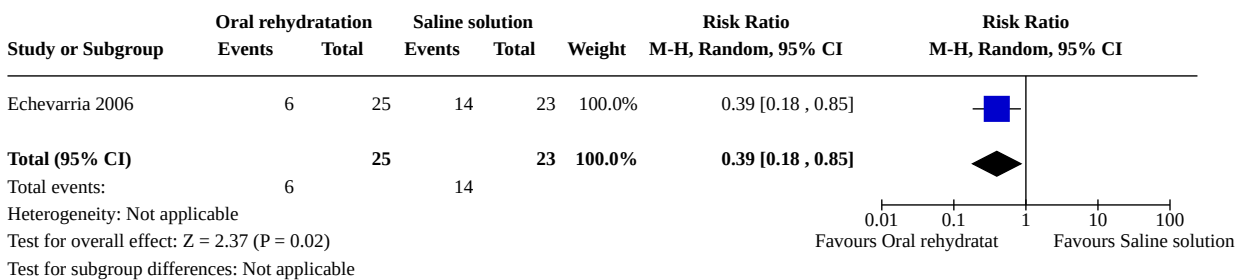 Oral rehydratation Saline solution Risk Ratio Risk Ratio
Study or Subgroup Events Total Events Total Weight M-H, Random, 95% CI M-H, Random, 95% CI
Echevarria 2006 6 25 14 23 100.0% 0.39 [0.18 , 0.85]
Total (95% CI) 25 23 100.0% 0.39 [0.18 , 0.85]
Total events: 6 14
Heterogeneity: Not applicable
0.01 0.1 1 10 100
Test for overall effect: Z = 2.37 (P = 0.02)
Favours Oral rehydratat Favours Saline solution
Test for subgroup differences: Not applicable